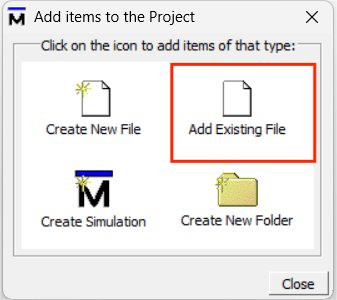 Add items to the Project
Click on the icon to add items of that type:
Create New File
Add Existing File
Create Simulation
Create New Folder
Close